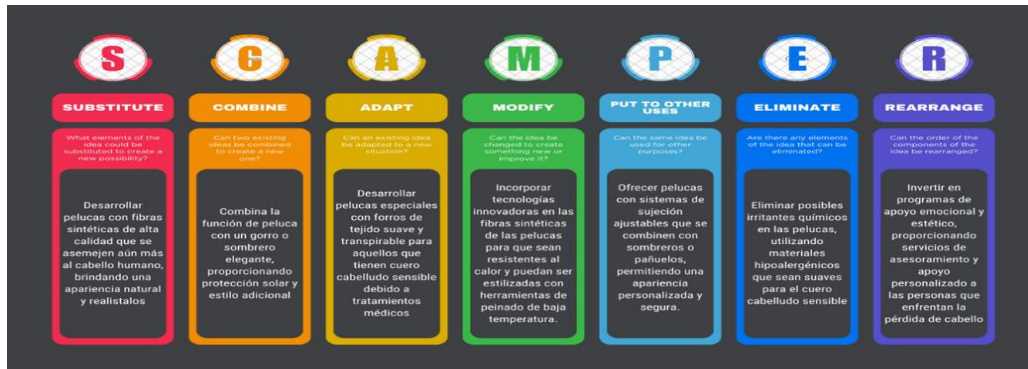 S
C
A
M
P
E
R
SUBSTITUTE
What elements of the
idea could be
substituted to create a
new possibility?
Desarrollar
pelucas con fibras
sintéticas de alta
calidad que se
asemejen aún más
al cabello humano,
brindando una
apariencia natural
y realistalos
COMBINE
Can two existing
ideas be combined
to create a new
one?
Combina la
función de peluca
con un gorro o
sombrero
elegante,
proporcionando
protección solar y
estilo adicional
ADAPT
Can an existing idea
be adapted to a new
situation?
Desarrollar
pelucas especiales
con forros de
tejido suave y
transpirable para
aquellos que
tienen cuero
cabelludo sensible
debido a
tratamientos
médicos
MODIFY
Can the idea be
changed to create
something new or
improve it?
Incorporar
tecnologías
innovadoras en las
fibras sintéticas
de las pelucas
para que sean
resistentes al
calor y puedan ser
estilizadas con
herramientas de
peinado de baja
temperatura.
PUT TO OTHER
USES
Can the same idea be
used for other
purposes?
Ofrecer pelucas
con sistemas de
sujeción
ajustables que se
combinen con
sombreros o
pañuelos,
permitiendo una
apariencia
personalizada y
segura.
ELIMINATE
Are there any elements
of the idea that can be
eliminated?
Eliminar posibles
irritantes químicos
en las pelucas,
utilizando
materiales
hipoalergénicos
que sean suaves
para el cuero
cabelludo sensible
REARRANGE
Can the order of the
components of the
idea be rearranged?
Invertir en
programas de
apoyo emocional y
estético,
proporcionando
servicios de
asesoramiento y
apoyo
personalizado a
las personas que
enfrentan la
pérdida de cabello